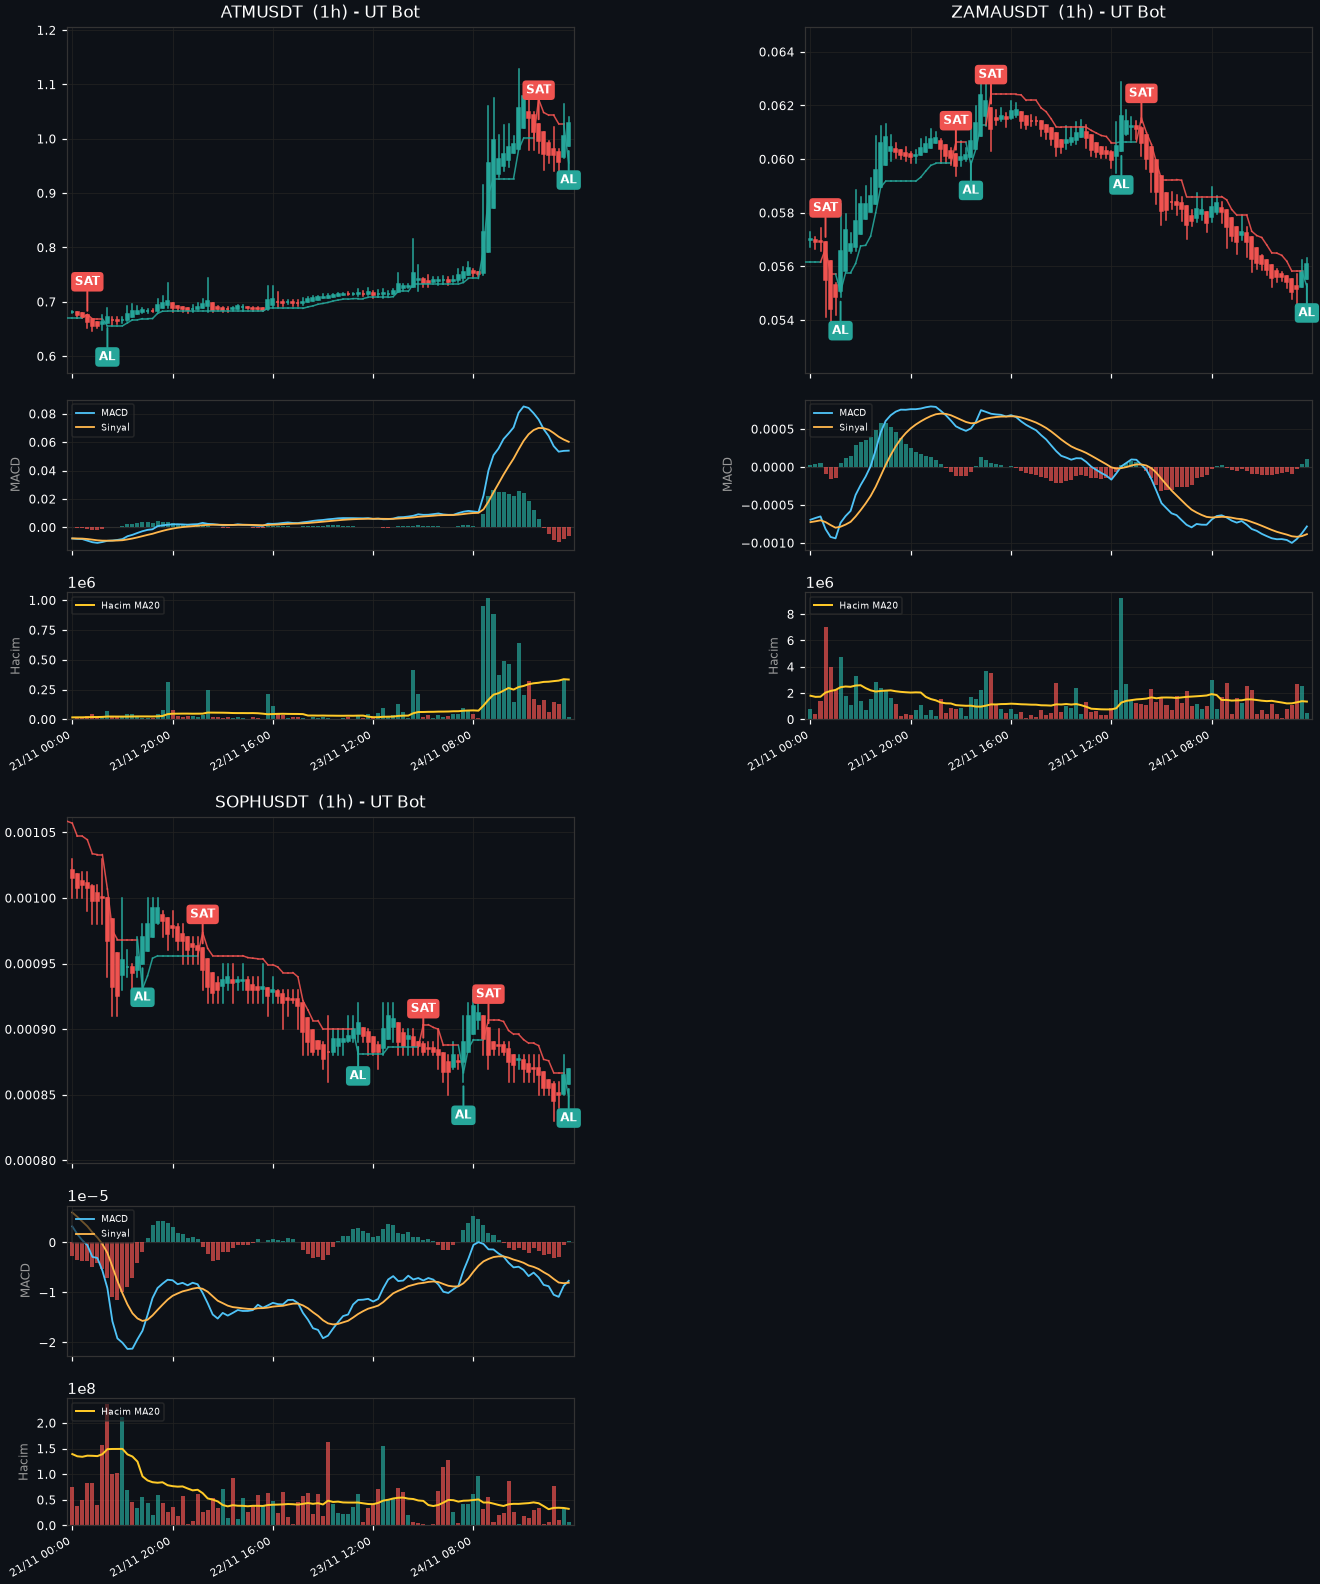 ATMUSDT (1h) - UT Bot
1.2
1.1
1.0
0.9
0.8
0.7
0.6
SAT
AL
SAT
AL
MACD
0.08
0.06
0.04
0.02
0.00
MACD
Sinyal
1e6
Hacim
1.00
0.75
0.50
0.25
0.00
Hacim MA20
21/11 00:00
21/11 20:00
22/11 16:00
23/11 12:00
24/11 08:00
ZAMAUSDT (1h) - UT Bot
0.064
0.062
0.060
0.058
0.056
0.054
SAT
AL
SAT
AL
SAT
AL
SAT
AL
MACD
0.0005
0.0000
−0.0005
−0.0010
MACD
Sinyal
1e6
Hacim
8
6
4
2
0
Hacim MA20
21/11 00:00
21/11 20:00
22/11 16:00
23/11 12:00
24/11 08:00
SOPHUSDT (1h) - UT Bot
0.00105
0.00100
0.00095
0.00090
0.00085
0.00080
AL
SAT
AL
SAT
AL
SAT
AL
1e−5
MACD
0
−1
−2
MACD
Sinyal
1e8
Hacim
2.0
1.5
1.0
0.5
0.0
Hacim MA20
21/11 00:00
21/11 20:00
22/11 16:00
23/11 12:00
24/11 08:00